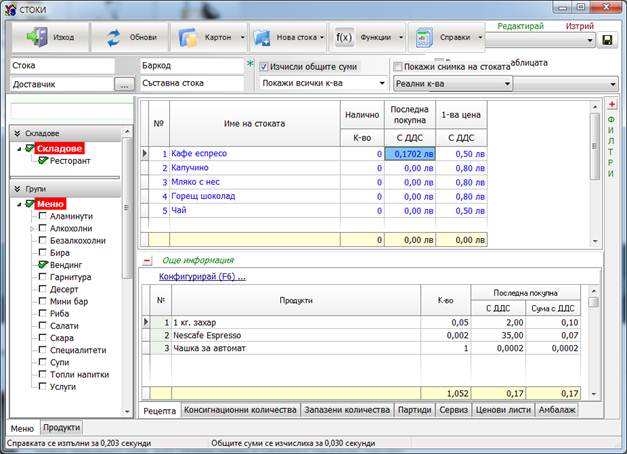 СТОКИ
Изход
Обнови
Картон
Нова стока
f(x) Функции
Справки
Редактирай Изтрий
Стока
Баркод
*
Изчисли общите суми
Покажи снимка на стоката
аблицата
Доставчик ...
Съставна стока
Покажи всички к-ва
Реални к-ва
Складове
Складове
Ресторант
Групи
Меню
Аламинути
Алкохолни
Безалкохолни
Бира
Вендинг
Гарнитура
Десерт
Мини бар
Риба
Салати
Скара
Специалитети
Супи
Топли напитки
Услуги
№ Име на стоката Налично Последна покупна 1-ва цена
К-во С ДДС С ДДС
1 Кафе еспресо 0 0,1702 лв 0,50 лв
2 Капучино 0 0,00 лв 0,80 лв
3 Мляко с нес 0 0,00 лв 0,80 лв
4 Горещ шоколад 0 0,00 лв 0,80 лв
5 Чай 0 0,00 лв 0,50 лв
0 0,00 лв 0,00 лв
+
ФИЛТРИ
Още информация
Конфигурирай (F6) ...
№ Продукти К-во Последна покупна
С ДДС Сума с ДДС
1 1 кг. захар 0,05 2,00 0,10
2 Nescafe Espresso 0,002 35,00 0,07
3 Чашка за автомат 1 0,0002 0,0002
1,052 0,17 0,17
Рецепта Консигнационни количества Запазени количества Партиди Сервиз Ценови листи Амбалаж
Меню Продукти
Справката се изпълни за 0,203 секунди Общите суми се изчислиха за 0,030 секунди